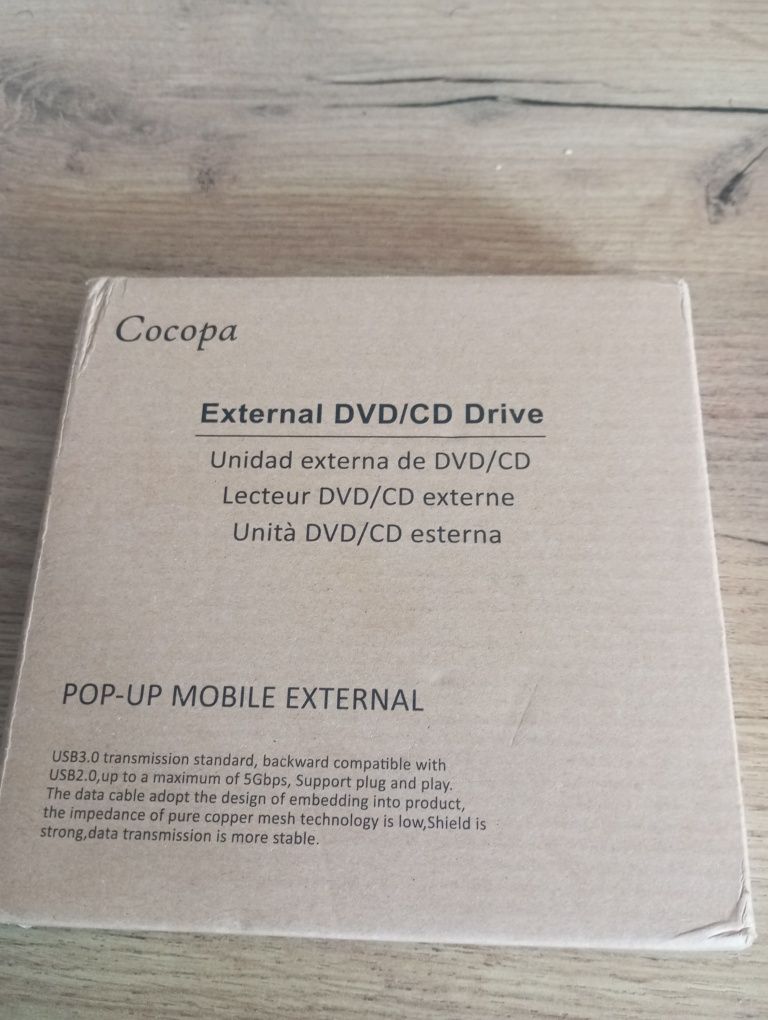 Cocopa
External DVD/CD Drive
Unidad externa de DVD/CD
Lecteur DVD/CD externe
Unità DVD/CD esterna
POP-UP MOBILE EXTERNAL
USB3.0 transmission standard, backward compatible with
USB2.0,up to a maximum of 5Gbps, Support plug and play.
The data cable adopt the design of embedding into product,
the impedance of pure copper mesh technology is low,Shield is
strong,data transmission is more stable.